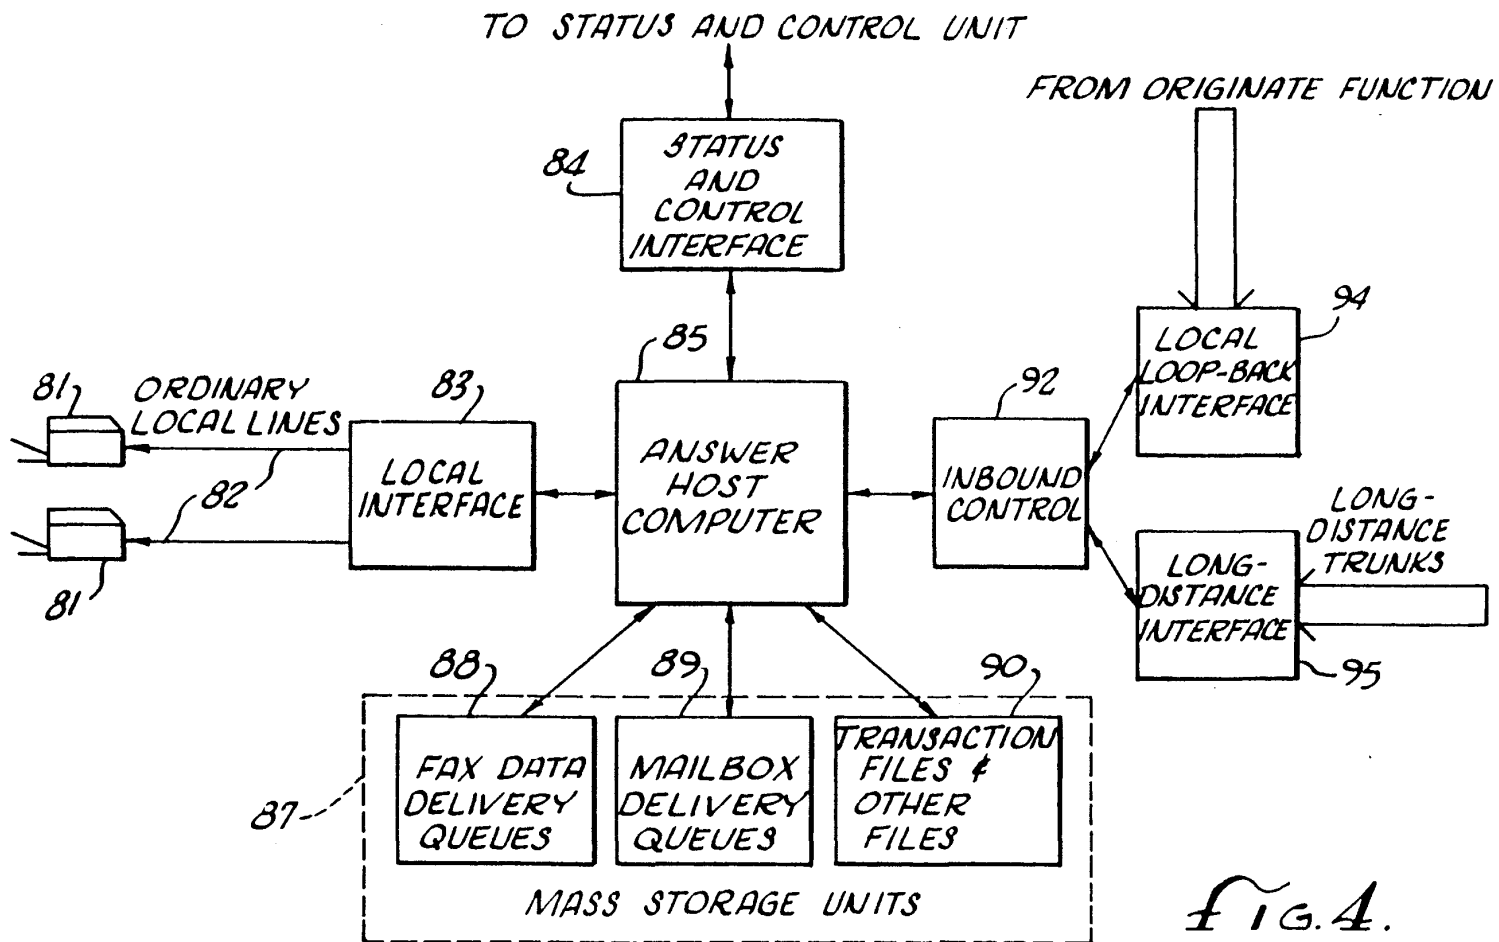 TO STATUS AND CONTROL UNIT
FROM ORIGINATE FUNCTION
84
STATUS
AND
CONTROL
INTERFACE
94
LOCAL
LOOP-BACK
INTERFACE
85
ANSWER
HOST
COMPUTER
81
ORDINARY
LOCAL LINES
83
LOCAL
INTERFACE
82
81
92
INBOUND
CONTROL
LONG-
DISTANCE
TRUNKS
LONG-
DISTANCE
INTERFACE
95
88
89
90
87
FAX DATA
DELIVERY
QUEUES
MAILBOX
DELIVERY
QUEUES
TRANSACTION
FILES &
OTHER
FILES
MASS STORAGE UNITS
fIG. 4.